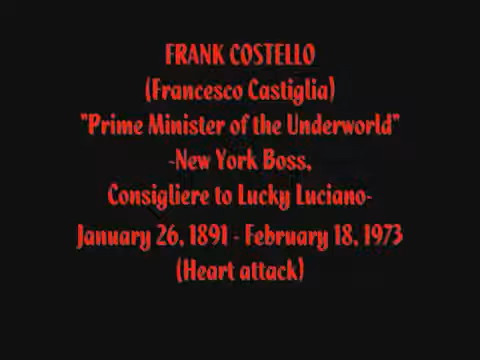 FRANK COSTELLO
(Francesco Castiglia)
"Prime Minister of the Underworld"
-New York Boss,
Consigliere to Lucky Luciano-
January 26, 1891 - February 18, 1973
(Heart attack)